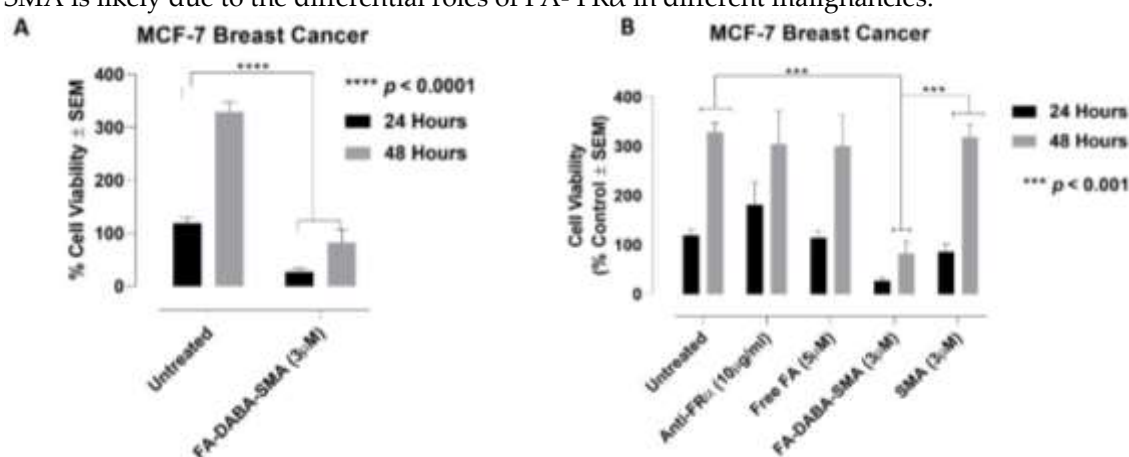 SMA is likely due to the differential roles of FA- FRα in different malignancies.
A
MCF-7 Breast Cancer
****
400
300
200
100
0
% Cell Viability ± SEM
**** p < 0.0001
24 Hours
48 Hours
Untreated
FA-DABA-SMA (3μM)
B
MCF-7 Breast Cancer
***
***
400
300
200
100
0
Cell Viability
(% Control ± SEM)
24 Hours
48 Hours
*** p < 0.001
Untreated
Anti-FRα (10μg/ml)
Free FA (5μM)
FA-DABA-SMA (3μM)
SMA (3μM)